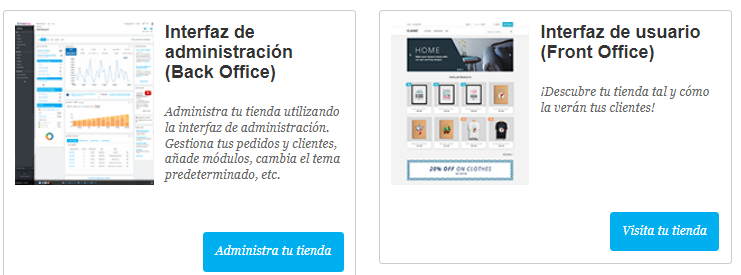 Interfaz de
administración
(Back Office)
Administra tu tienda utilizando
la interfaz de administración.
Gestiona tus pedidos y clientes,
añade módulos, cambia el tema
predeterminado, etc.
Administra tu tienda
Interfaz de usuario
(Front Office)
¡Descubre tu tienda tal y cómo
la verán tus clientes!
Visita tu tienda
HOME
20% OFF ON CLOTHES